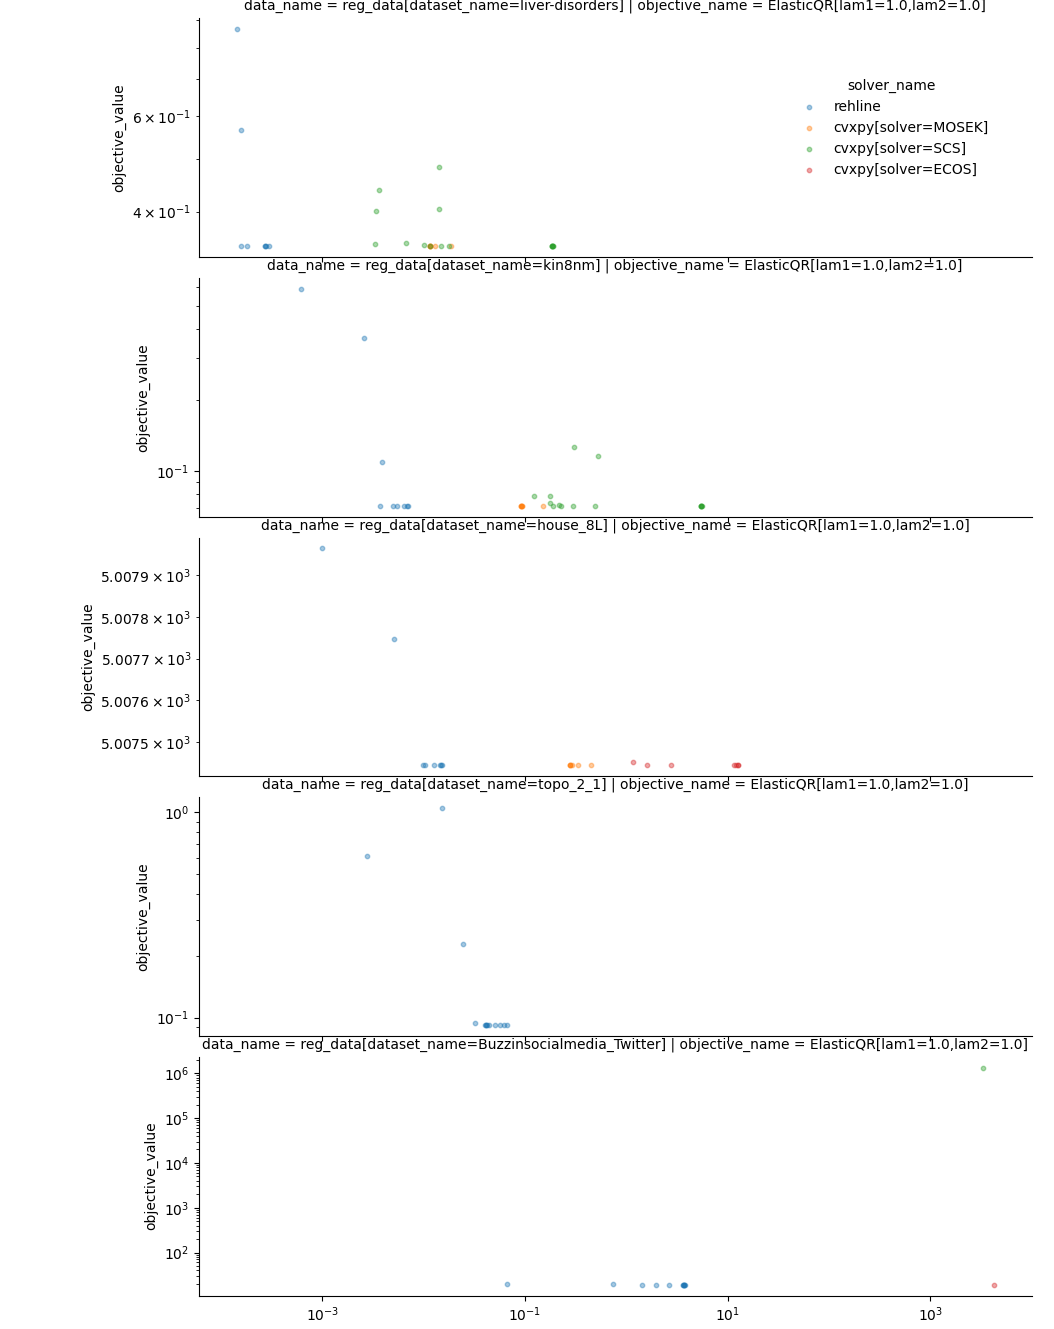 data_name = reg_data[dataset_name=liver-disorders] | objective_name = ElasticQR[lam1=1.0,lam2=1.0]
objective_value
6 × 10⁻¹
4 × 10⁻¹
solver_name
rehline
cvxpy[solver=MOSEK]
cvxpy[solver=SCS]
cvxpy[solver=ECOS]
data_name = reg_data[dataset_name=kin8nm] | objective_name = ElasticQR[lam1=1.0,lam2=1.0]
objective_value
10⁻¹
data_name = reg_data[dataset_name=house_8L] | objective_name = ElasticQR[lam1=1.0,lam2=1.0]
objective_value
5.0079 × 10³
5.0078 × 10³
5.0077 × 10³
5.0076 × 10³
5.0075 × 10³
data_name = reg_data[dataset_name=topo_2_1] | objective_name = ElasticQR[lam1=1.0,lam2=1.0]
objective_value
10⁰
10⁻¹
data_name = reg_data[dataset_name=Buzzinsocialmedia_Twitter] | objective_name = ElasticQR[lam1=1.0,lam2=1.0]
objective_value
10⁶
10⁵
10⁴
10³
10²
10⁻³ 10⁻¹ 10¹ 10³